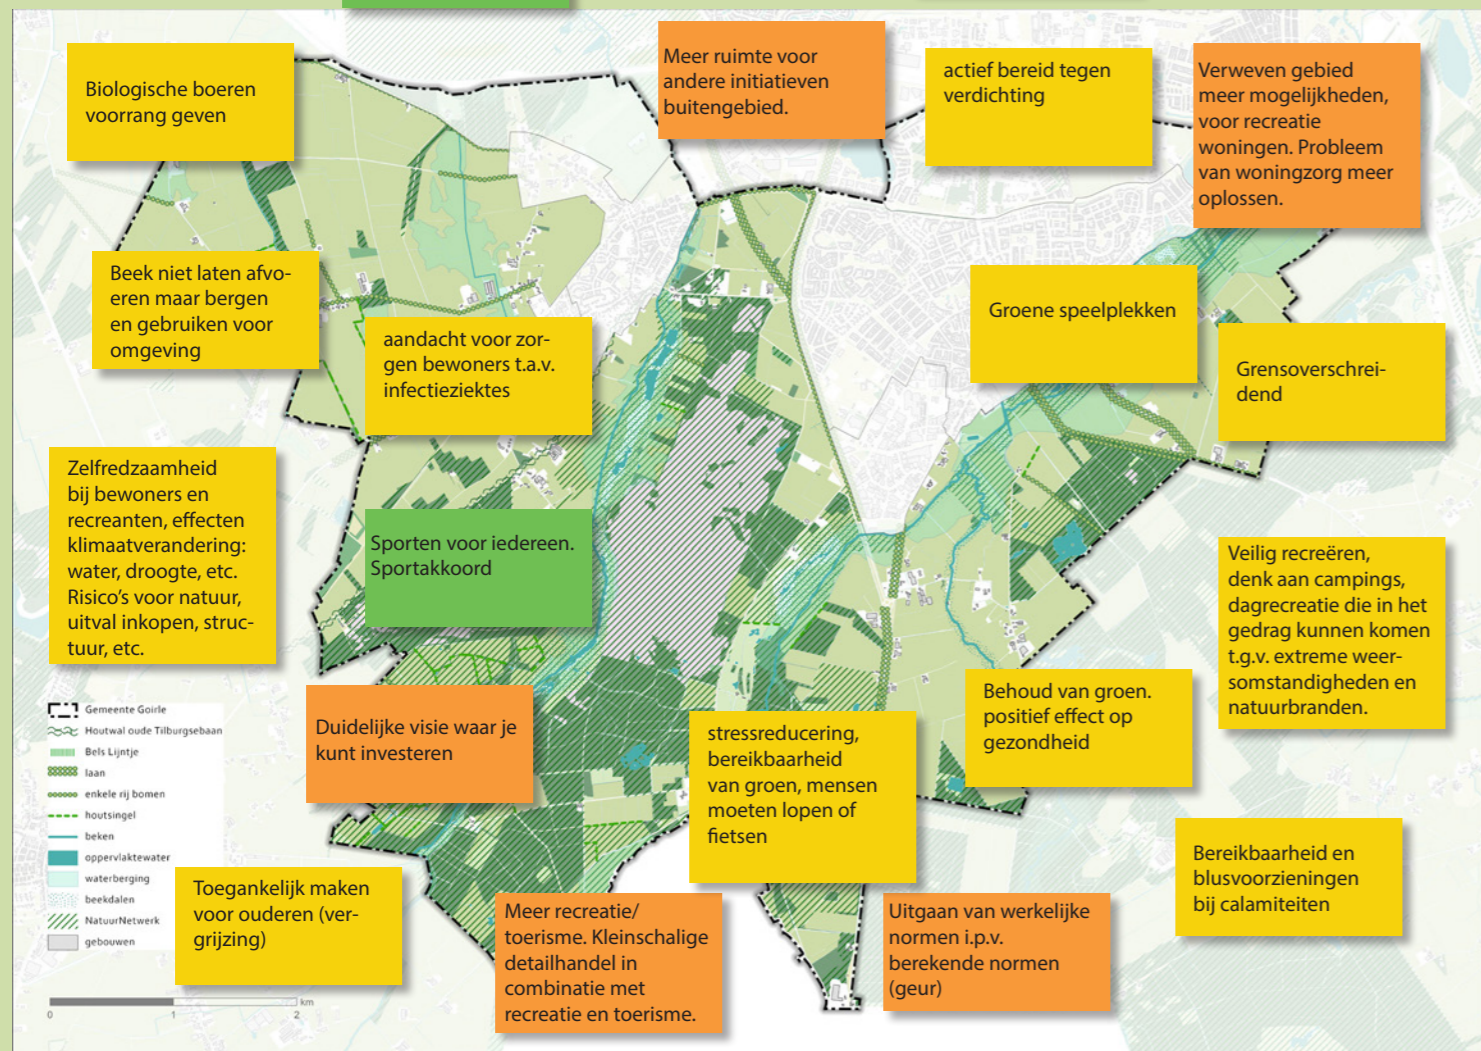 Biologische boeren
voorrang geven
Meer ruimte voor
andere initiatieven
buitengebied.
actief bereid tegen
verdichting
Verweven gebied
meer mogelijkheden,
voor recreatie
woningen. Probleem
van woningzorg meer
oplossen.
Beek niet laten afvo-
eren maar bergen
en gebruiken voor
omgeving
aandacht voor zor-
gen bewoners t.a.v.
infectieziektes
Groene speelplekken
Grensoverschrei-
dend
Zelfredzaamheid
bij bewoners en
recreanten, effecten
klimaatverandering:
water, droogte, etc.
Risico's voor natuur,
uitval inkopen, struc-
tuur, etc.
Sporten voor iedereen.
Sportakkoord
Veilig recreëren,
denk aan campings,
dagrecreatie die in het
gedrag kunnen komen
t.g.v. extreme weer-
somstandigheden en
natuurbranden.
Duidelijke visie waar je
kunt investeren
stressreducering,
bereikbaarheid
van groen, mensen
moeten lopen of
fietsen
Behoud van groen.
positief effect op
gezondheid
Gemeente Goirle
Houtwal oude Tilburgsebaan
Bels Lijntje
laan
enkele rij bomen
houtsingel
beken
oppervlaktewater
waterberging
beekdalen
NatuurNetwerk
gebouwen
Toegankelijk maken
voor ouderen (ver-
grijzing)
Meer recreatie/
toerisme. Kleinschalige
detailhandel in
combinatie met
recreatie en toerisme.
Uitgaan van werkelijke
normen i.p.v.
berekende normen
(geur)
Bereikbaarheid en
blusvoorzieningen
bij calamiteiten
km
0 1 2